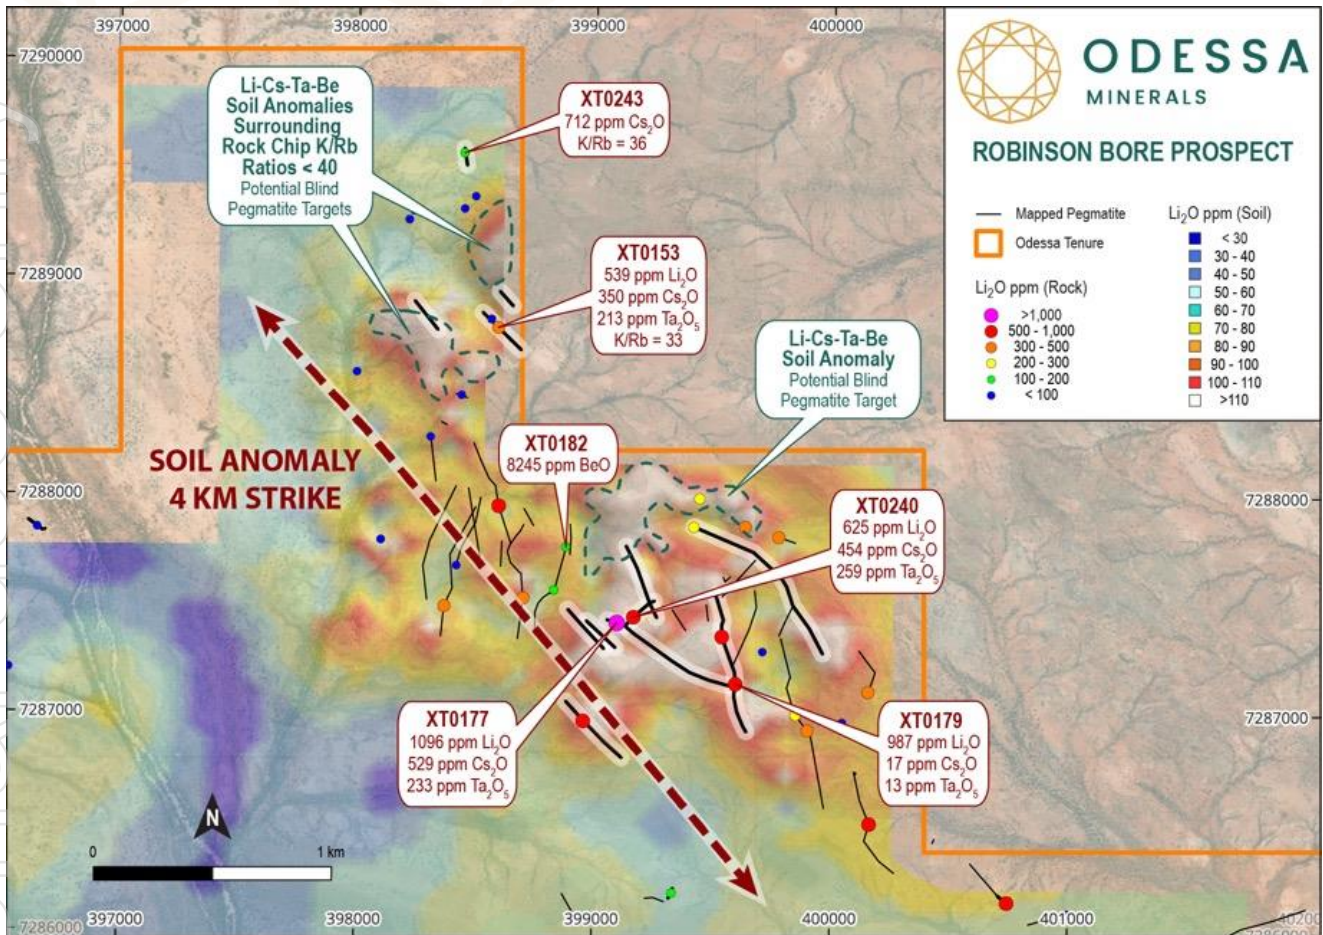 397000
398000
399000
400000
7290000
7289000
7288000
7287000
7286000
Li-Cs-Ta-Be
Soil Anomalies
Surrounding
Rock Chip K/Rb
Ratios < 40
Potential Blind
Pegmatite Targets
XT0243
712 ppm Cs₂O
K/Rb = 36
XT0153
539 ppm Li₂O
350 ppm Cs₂O
213 ppm Ta₂O₅
K/Rb = 33
Li-Cs-Ta-Be
Soil Anomaly
Potential Blind
Pegmatite Target
SOIL ANOMALY
4 KM STRIKE
XT0182
8245 ppm BeO
XT0240
625 ppm Li₂O
454 ppm Cs₂O
259 ppm Ta₂O₅
XT0177
1096 ppm Li₂O
529 ppm Cs₂O
233 ppm Ta₂O₅
XT0179
987 ppm Li₂O
17 ppm Cs₂O
13 ppm Ta₂O₅
ODESSA
MINERALS
ROBINSON BORE PROSPECT
Mapped Pegmatite
Odessa Tenure
Li₂O ppm (Rock)
>1,000
500 - 1,000
300 - 500
200 - 300
100 - 200
< 100
Li₂O ppm (Soil)
< 30
30 - 40
40 - 50
50 - 60
60 - 70
70 - 80
80 - 90
90 - 100
100 - 110
>110
7288000
7287000
N
0 1 km
397000
398000
399000
400000
401000